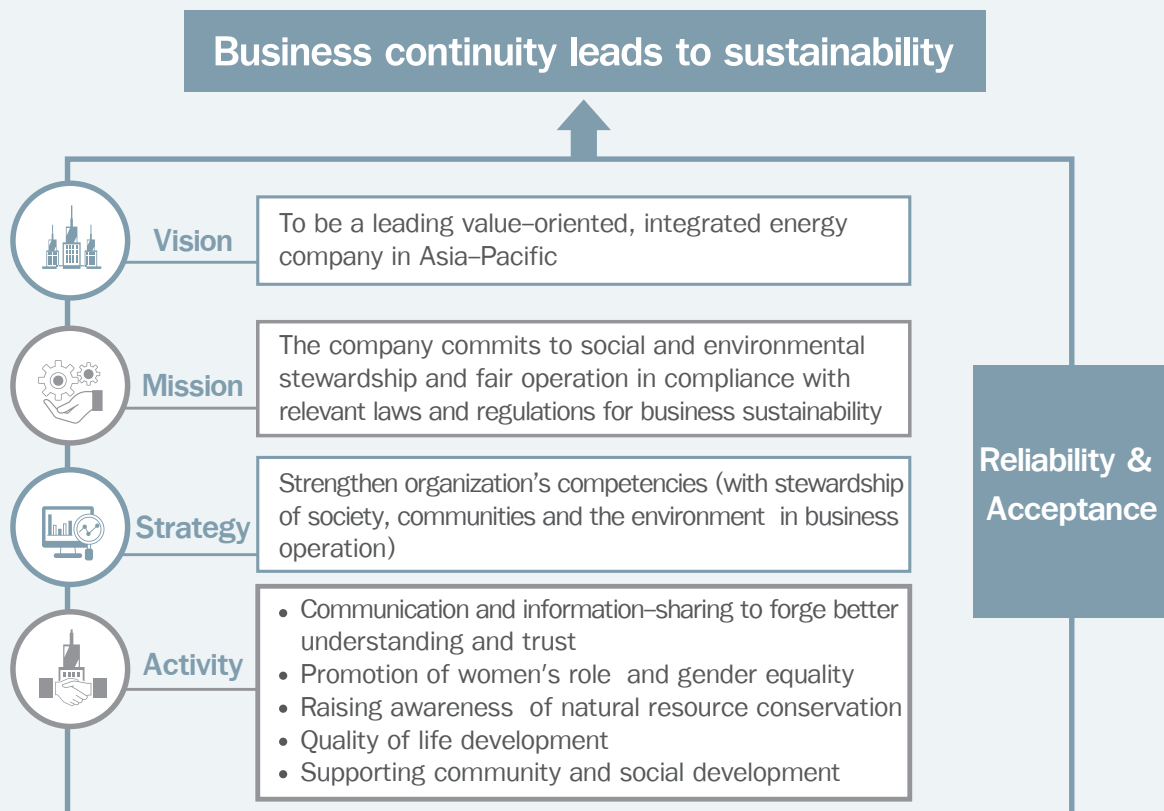 Business continuity leads to sustainability
Vision
To be a leading value–oriented, integrated energy
company in Asia–Pacific
Mission
The company commits to social and environmental
stewardship and fair operation in compliance with
relevant laws and regulations for business sustainability
Strategy
Strengthen organization's competencies (with stewardship
of society, communities and the environment in business
operation)
Activity
• Communication and information–sharing to forge better
understanding and trust
• Promotion of women's role and gender equality
• Raising awareness of natural resource conservation
• Quality of life development
• Supporting community and social development
Reliability &
Acceptance